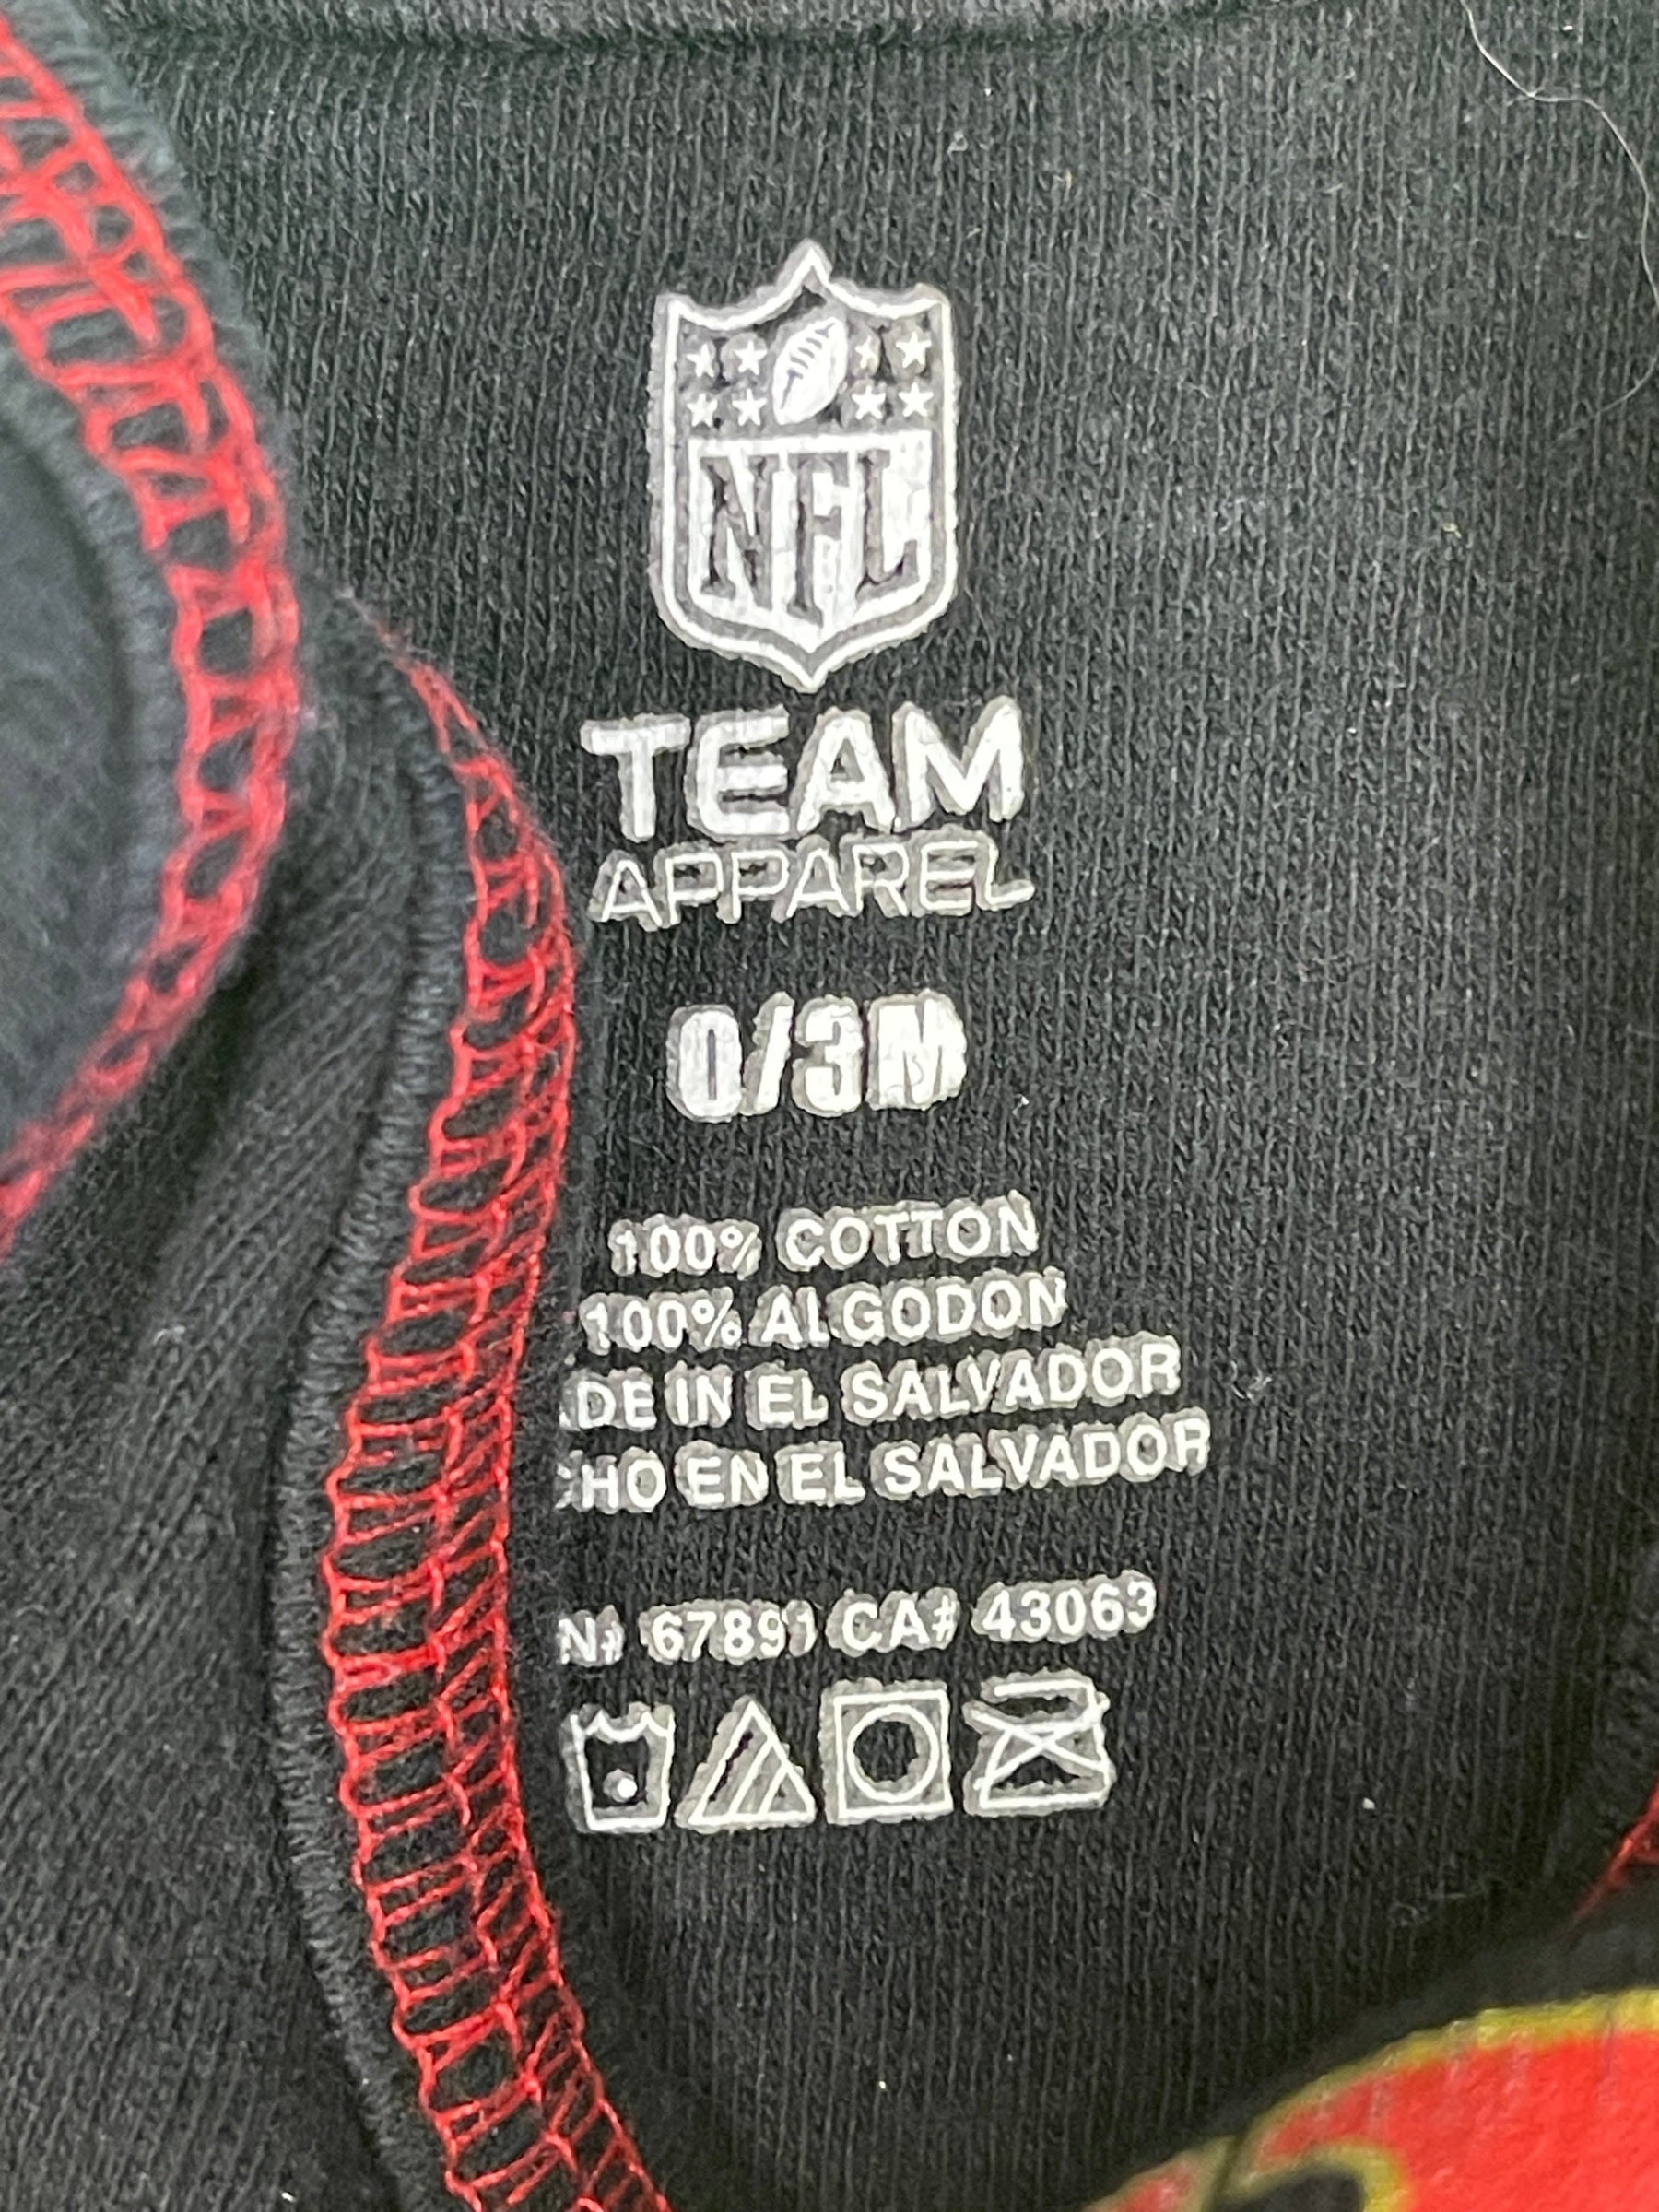 NFL
TEAM
APPAREL
0/3M
100% COTTON
100% ALGODON
DE IN EL SALVADOR
HO EN EL SALVADOR
N# 67891 CA# 43063